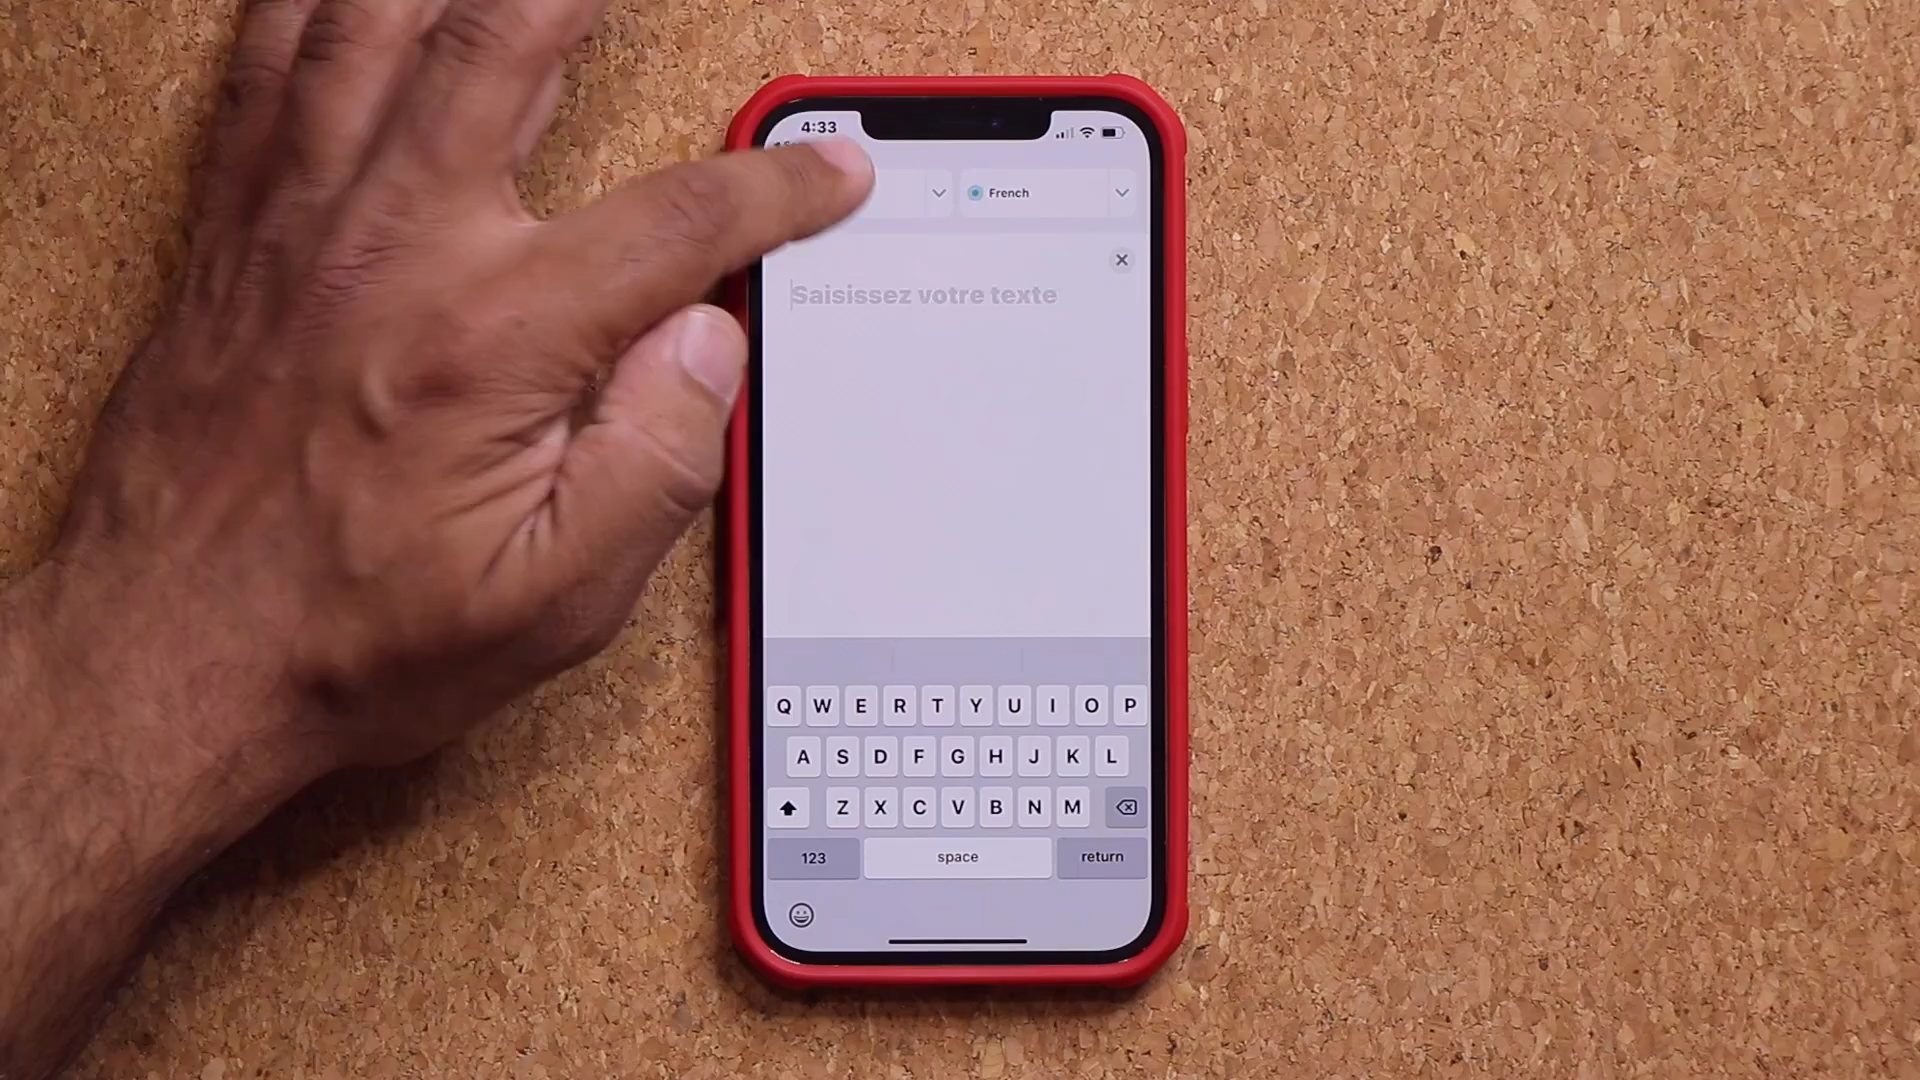 4:33
French
Saisissez votre texte
Q W E R T Y U I O P
A S D F G H J K L
Z X C V B N M
123 space return